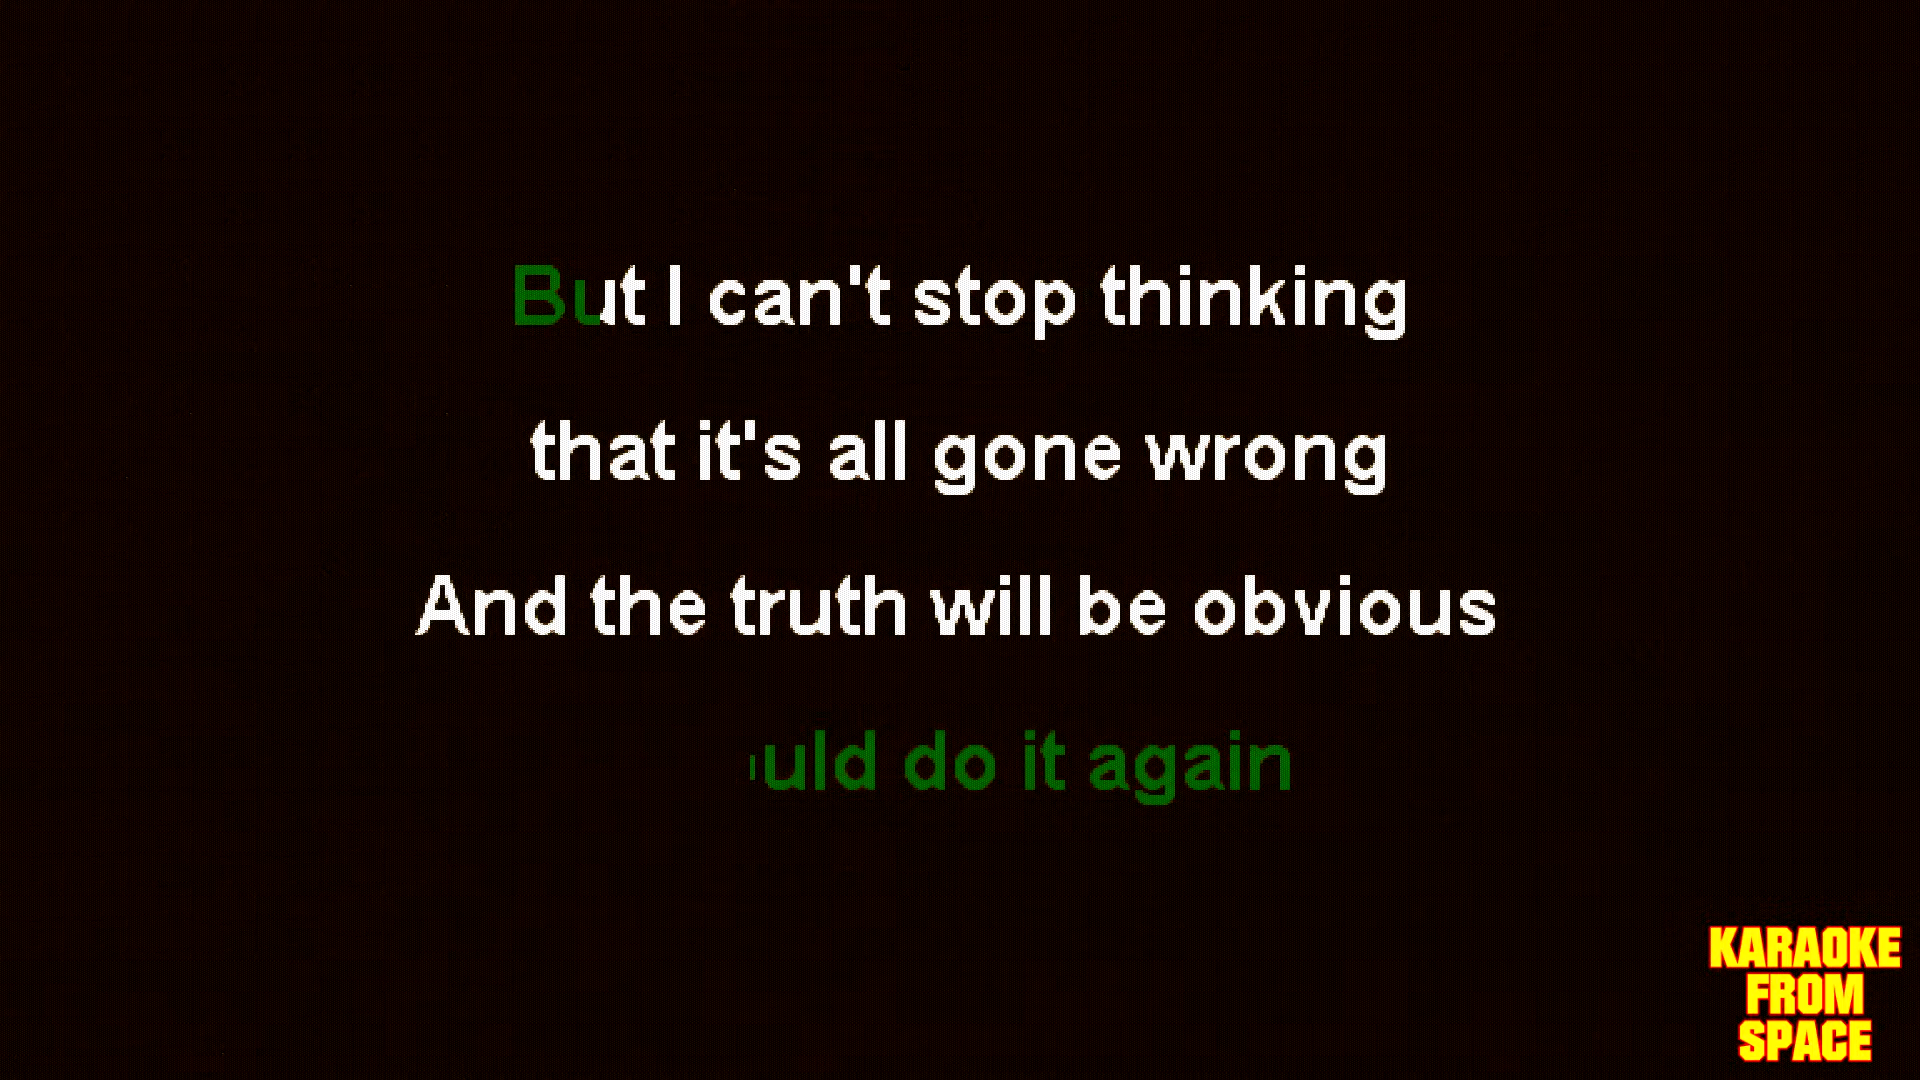 But I can't stop thinking
that it's all gone wrong
And the truth will be obvious
uld do it again
KARAOKE
FROM
SPACE